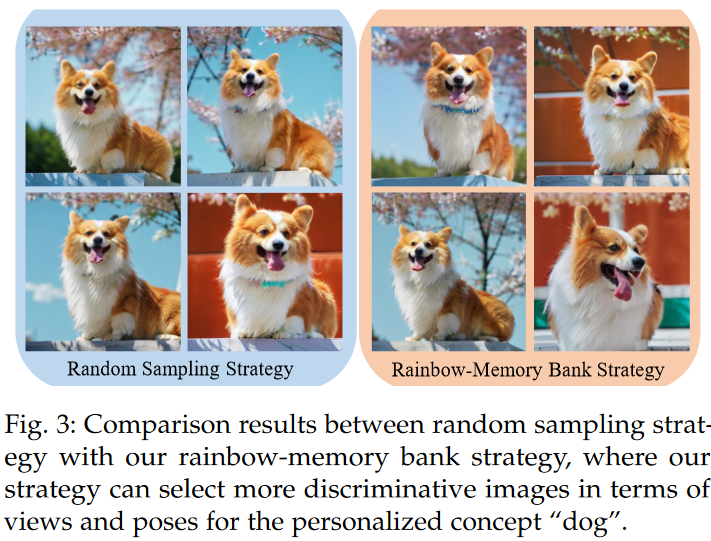 Random Sampling Strategy
Rainbow-Memory Bank Strategy
Fig. 3: Comparison results between random sampling strat-
egy with our rainbow-memory bank strategy, where our
strategy can select more discriminative images in terms of
views and poses for the personalized concept “dog”.